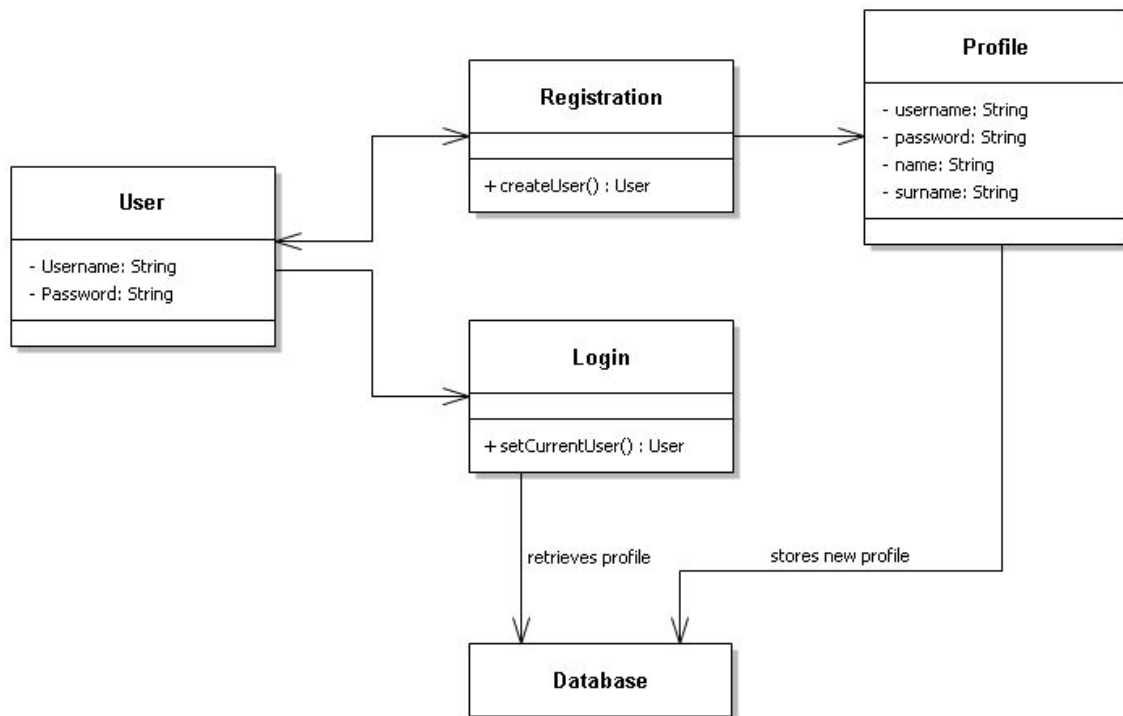 Profile
- username: String
- password: String
- name: String
- surname: String
Registration
+ createUser() : User
User
- Username: String
- Password: String
Login
+ setCurrentUser() : User
retrieves profile
stores new profile
Database